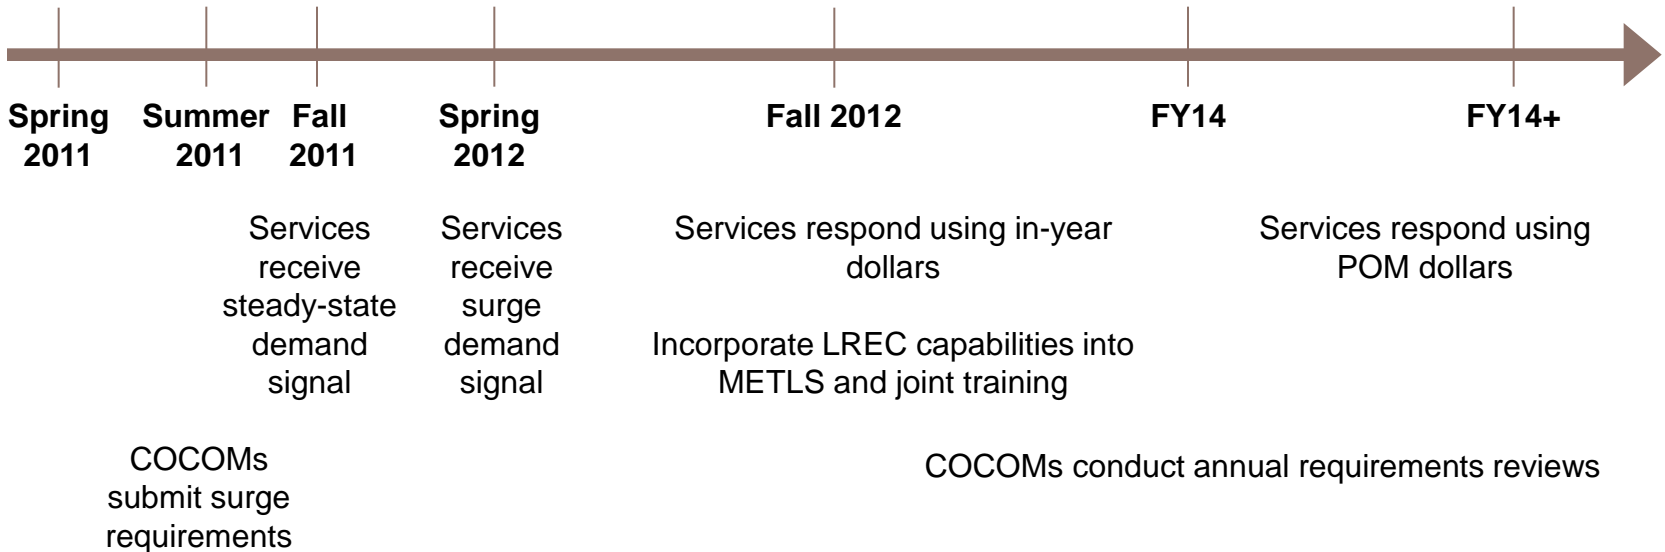 Spring 2011
Summer 2011
Fall 2011
Spring 2012
Fall 2012
FY14
FY14+
Services
receive
steady-state
demand
signal
Services
receive
surge
demand
signal
Services respond using in-year
dollars
Incorporate LREC capabilities into
METLS and joint training
Services respond using
POM dollars
COCOMs
submit surge
requirements
COCOMs conduct annual requirements reviews